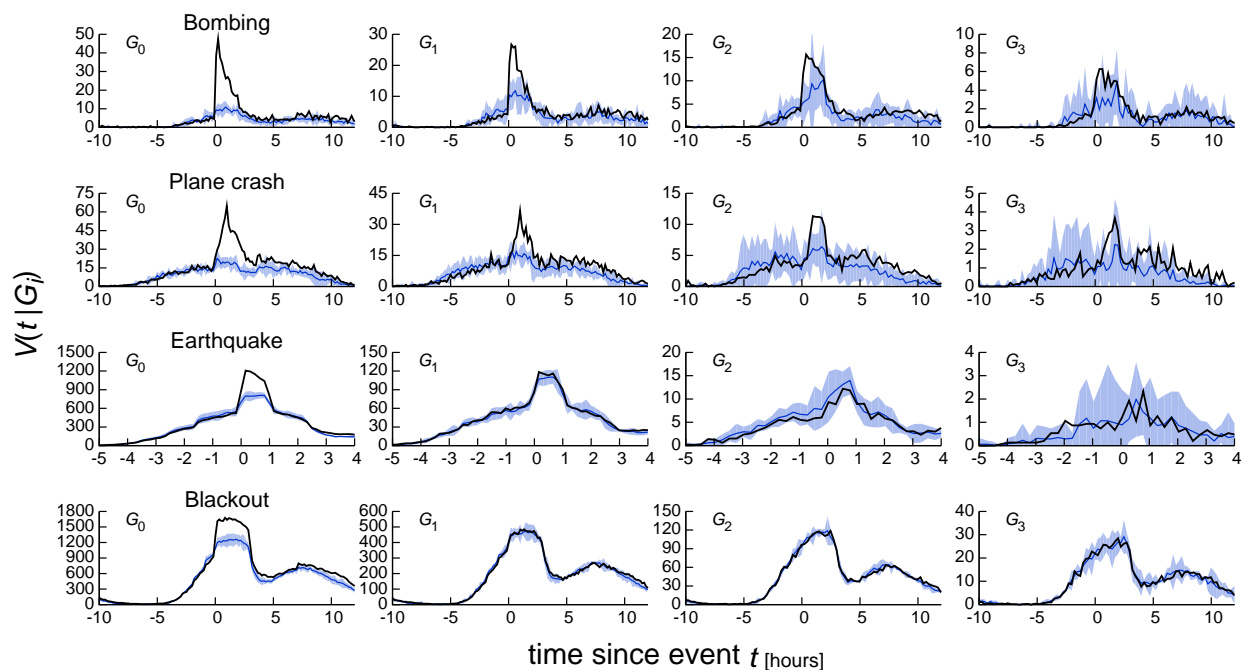 Bombing
G0 G1 G2 G3
50 30 20 10
40 8
30 20 15 6
20 10 4
10 10 5 2
0 0 0 0
-10 -5 0 5 10 -10 -5 0 5 10 -10 -5 0 5 10 -10 -5 0 5 10
Plane crash
G0 G1 G2 G3
75 45 15 5
60 4
45 30 10 3
30 15 5 2
15 1
0 0 0 0
-10 -5 0 5 10 -10 -5 0 5 10 -10 -5 0 5 10 -10 -5 0 5 10
V(t|Gi)
Earthquake
G0 G1 G2 G3
1500 150 20 4
1200 120 15 3
900 90 10 2
600 60
300 30 5 1
0 0 0 0
-5 -4 -3 -2 -1 0 1 2 3 4 -5 -4 -3 -2 -1 0 1 2 3 4 -5 -4 -3 -2 -1 0 1 2 3 4 -5 -4 -3 -2 -1 0 1 2 3 4
Blackout
G0 G1 G2 G3
1800 600 150 40
1500 500 120 30
1200 400 90
900 300 20
600 200 60 10
300 100 30
0 0 0 0
-10 -5 0 5 10 -10 -5 0 5 10 -10 -5 0 5 10 -10 -5 0 5 10
time since event t [hours]